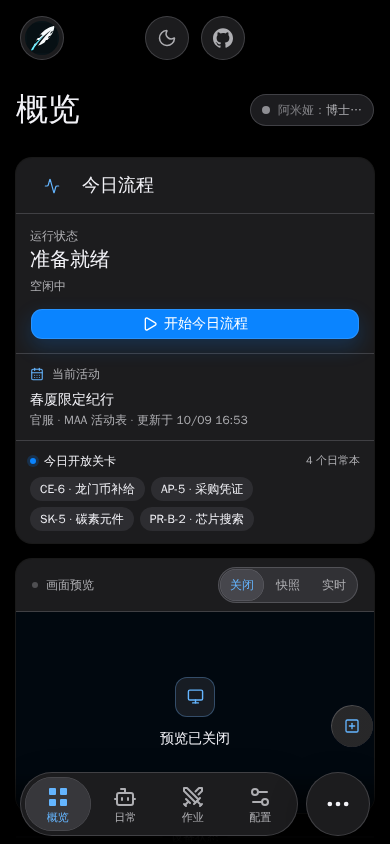 概览
阿米娅：博士…
今日流程
运行状态
准备就绪
空闲中
开始今日流程
当前活动
春厦限定纪行
官服 · MAA 活动表 · 更新于 10/09 16:53
今日开放关卡
4 个日常本
CE-6 · 龙门币补给
AP-5 · 采购凭证
SK-5 · 碳素元件
PR-B-2 · 芯片搜索
画面预览
关闭
快照
实时
预览已关闭
概览
日常
作业
配置